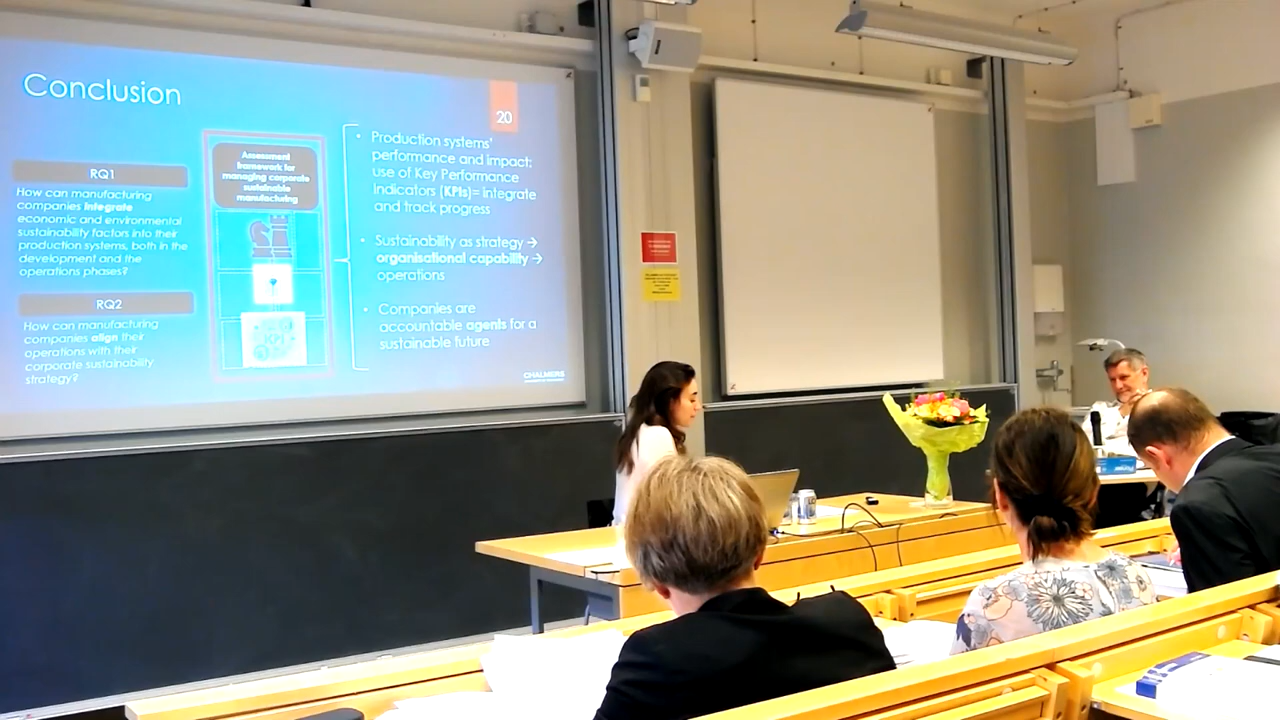 Conclusion
20
RQ1
How can manufacturing
companies integrate
economic and environmental
sustainability factors into their
production systems, both in the
development and the
operations phases?
RQ2
How can manufacturing
companies align their
operations with their
corporate sustainability
strategy?
Assessment
framework for
managing corporate
sustainable
manufacturing
KPI
• Production systems'
performance and impact:
use of Key Performance
Indicators (KPIs)= integrate
and track progress
• Sustainability as strategy →
organisational capability →
operations
• Companies are
accountable agents for a
sustainable future
CHALMERS